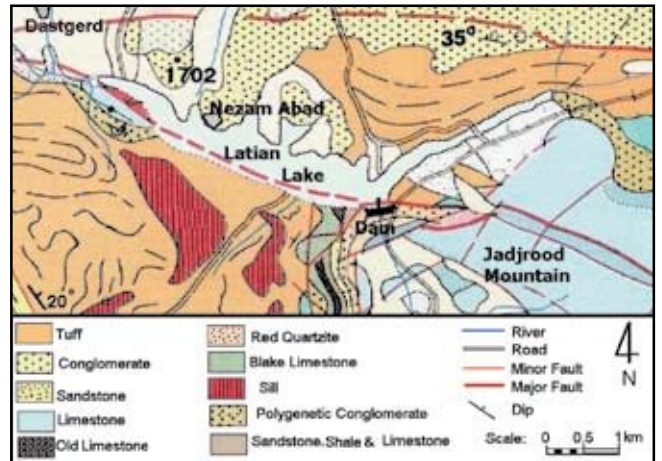 Dastgerd
35°
1702
Nezam Abad
Latian
Lake
Dam
Jadjrood
Mountain
20°
Tuff
Conglomerate
Sandstone
Limestone
Old Limestone
Red Quartzite
Blake Limestone
Sill
Polygenetic Conglomerate
Sandstone.Shale & Limestone
River
Road
Minor Fault
Major Fault
Dip
N
Scale: 0 0.5 1 km